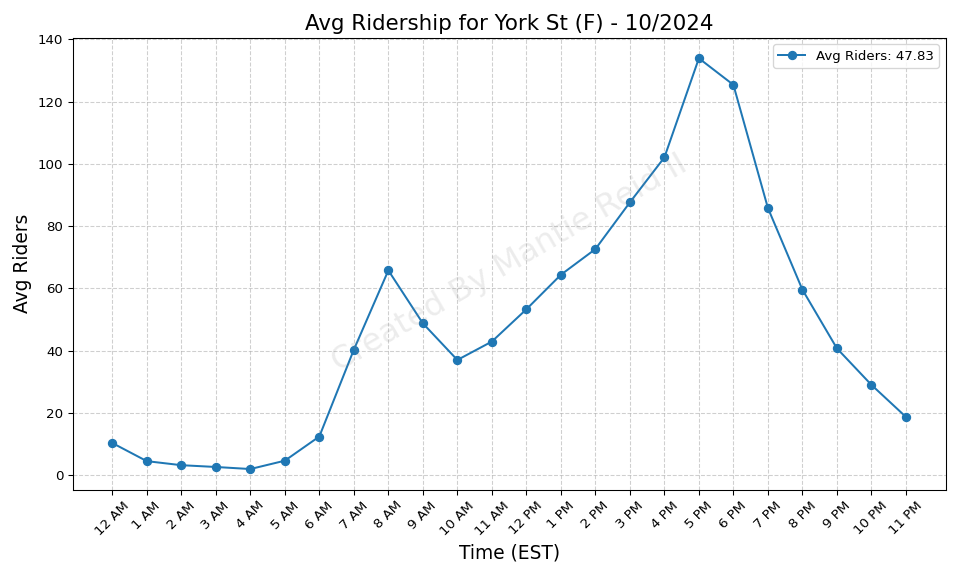 Avg Ridership for York St (F) - 10/2024
Avg Riders: 47.83
140
120
100
80
60
40
20
0
Avg Riders
Created By Mantie Reid II
12 AM
1 AM
2 AM
3 AM
4 AM
5 AM
6 AM
7 AM
8 AM
9 AM
10 AM
11 AM
12 PM
1 PM
2 PM
3 PM
4 PM
5 PM
6 PM
7 PM
8 PM
9 PM
10 PM
11 PM
Time (EST)